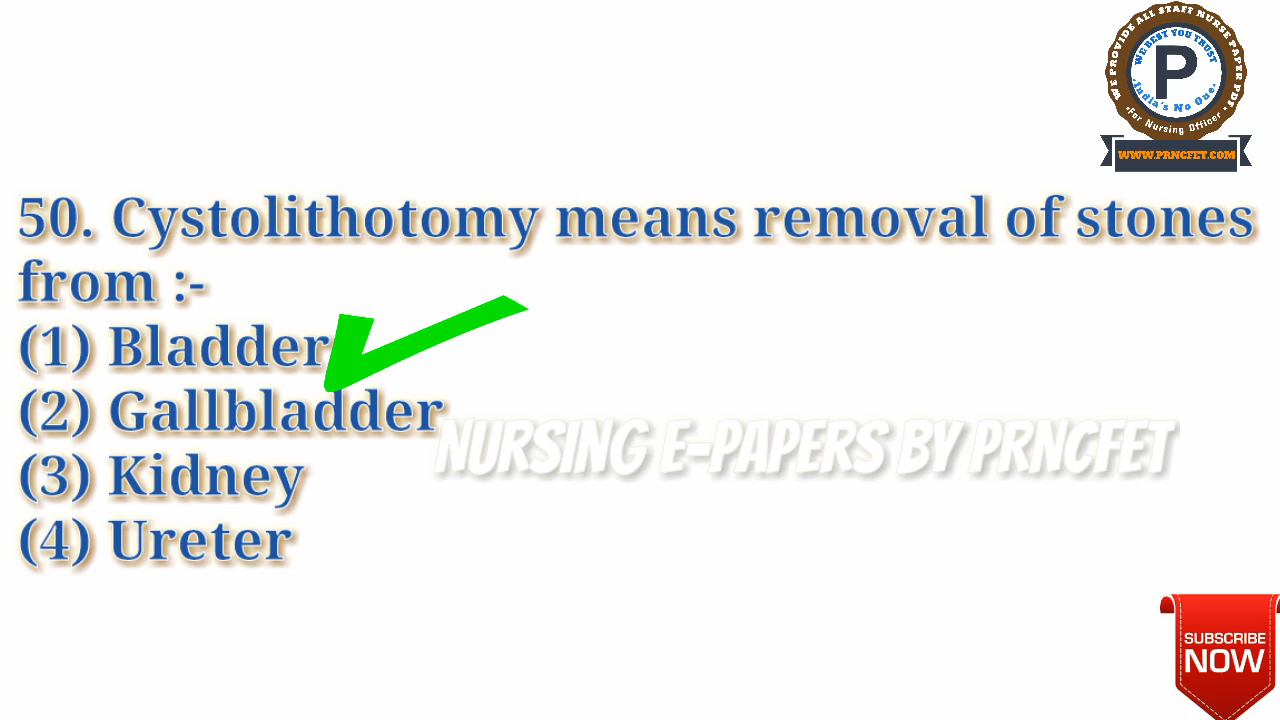 WE PROVIDE ALL STAFF NURSE PAPER PDF
WE BEST YOU TRUST
P
India's No One
For Nursing Officer
WWW.PRNCFET.COM
50. Cystolithotomy means removal of stones
from :-
(1) Bladder
(2) Gallbladder
NURSING E-PAPERS BY PRNCFET
(3) Kidney
(4) Ureter
SUBSCRIBE
NOW